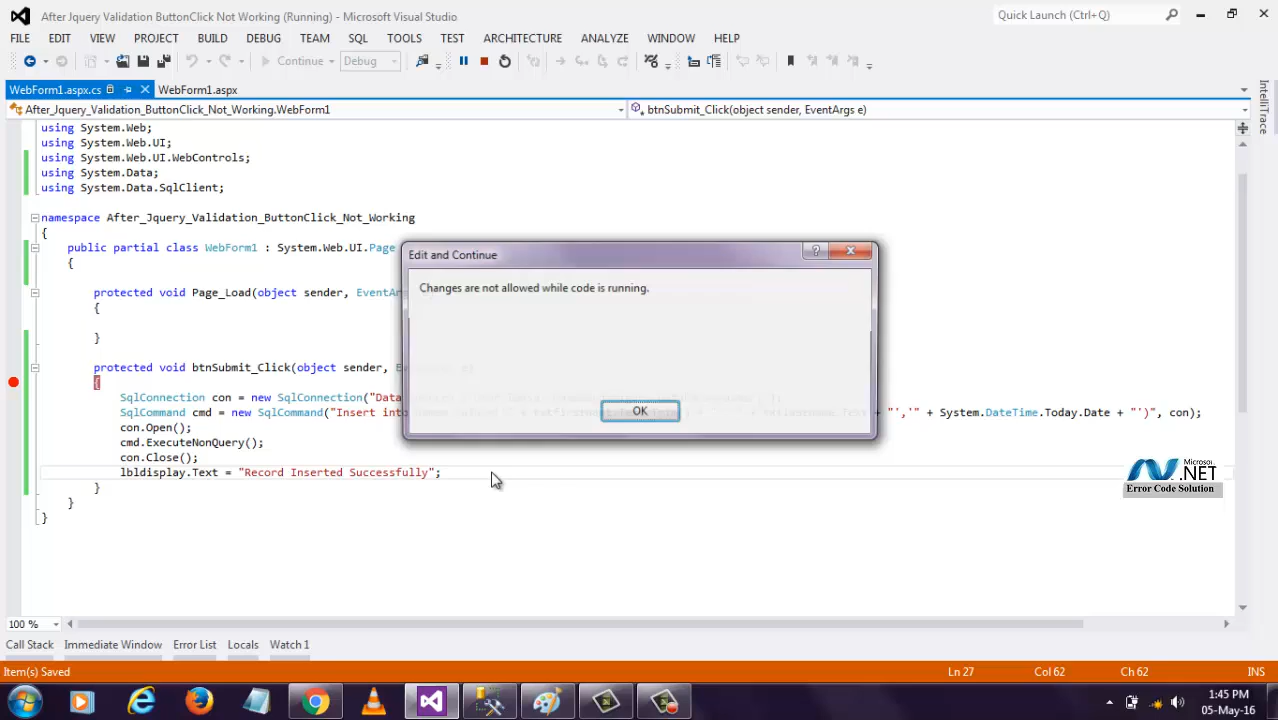 After Jquery Validation ButtonClick Not Working (Running) - Microsoft Visual Studio
Quick Launch (Ctrl+Q)
FILE EDIT VIEW PROJECT BUILD DEBUG TEAM SQL TOOLS TEST ARCHITECTURE ANALYZE WINDOW HELP
Continue Debug
WebForm1.aspx.cs WebForm1.aspx
After_Jquery_Validation_ButtonClick_Not_Working.WebForm1 btnSubmit_Click(object sender, EventArgs e)
IntelliTrace
using System.Web;
using System.Web.UI;
using System.Web.UI.WebControls;
using System.Data;
using System.Data.SqlClient;
namespace After_Jquery_Validation_ButtonClick_Not_Working
{
public partial class WebForm1 : System.Web.UI.Page
{
protected void Page_Load(object sender, EventArg
{
}
protected void btnSubmit_Click(object sender, E
{
SqlConnection con = new SqlConnection("Data
SqlCommand cmd = new SqlCommand("Insert into + "','" + System.DateTime.Today.Date + "')", con);
con.Open();
cmd.ExecuteNonQuery();
con.Close();
lbldisplay.Text = "Record Inserted Successfully";
}
}
}
Edit and Continue
?
Changes are not allowed while code is running.
OK
Microsoft
.NET
Error Code Solution
100 %
Call Stack Immediate Window Error List Locals Watch 1
Item(s) Saved Ln 27 Col 62 Ch 62 INS
1:45 PM
05-May-16